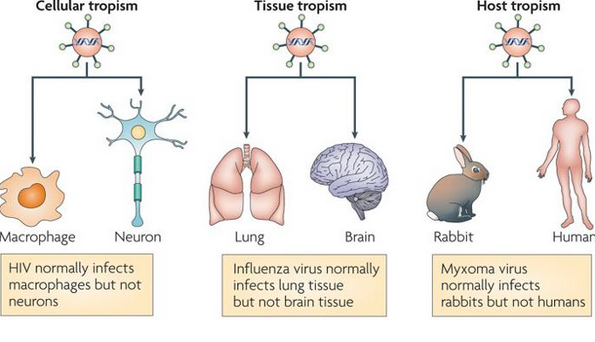 Cellular tropism
Tissue tropism
Host tropism
Macrophage
Neuron
Lung
Brain
Rabbit
Human
HIV normally infects
macrophages but not
neurons
Influenza virus normally
infects lung tissue
but not brain tissue
Myxoma virus
normally infects
rabbits but not humans